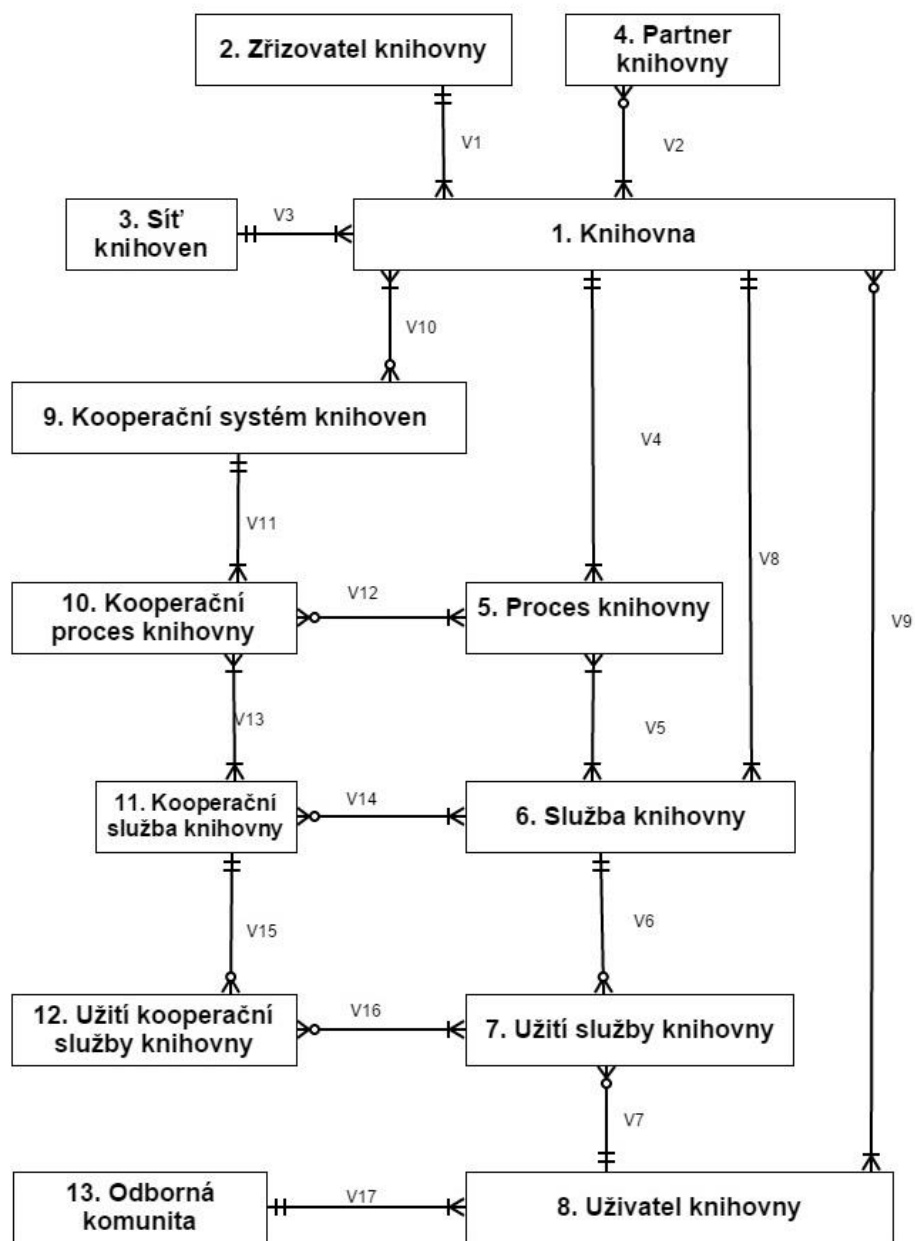 2. Zřizovatel knihovny
4. Partner
knihovny
V1
V2
3. Síť
knihoven
V3
1. Knihovna
V10
9. Kooperační systém knihoven
V4
V11
V8
10. Kooperační
proces knihovny
V12
5. Proces knihovny
V9
V13
V5
11. Kooperační
služba knihovny
V14
6. Služba knihovny
V15
V6
12. Užití kooperační
služby knihovny
V16
7. Užití služby knihovny
V7
13. Odborná
komunita
V17
8. Uživatel knihovny